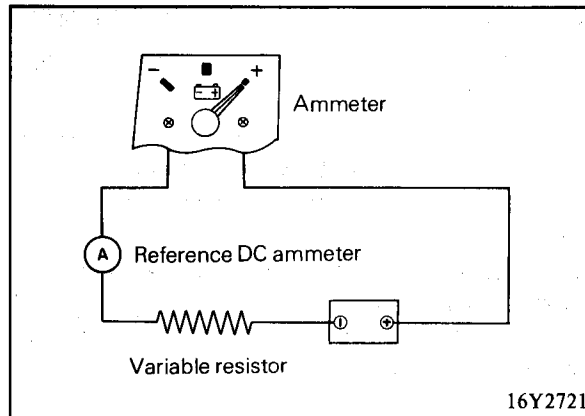 − +
− +
Ammeter
A Reference DC ammeter
− +
Variable resistor
16Y2721